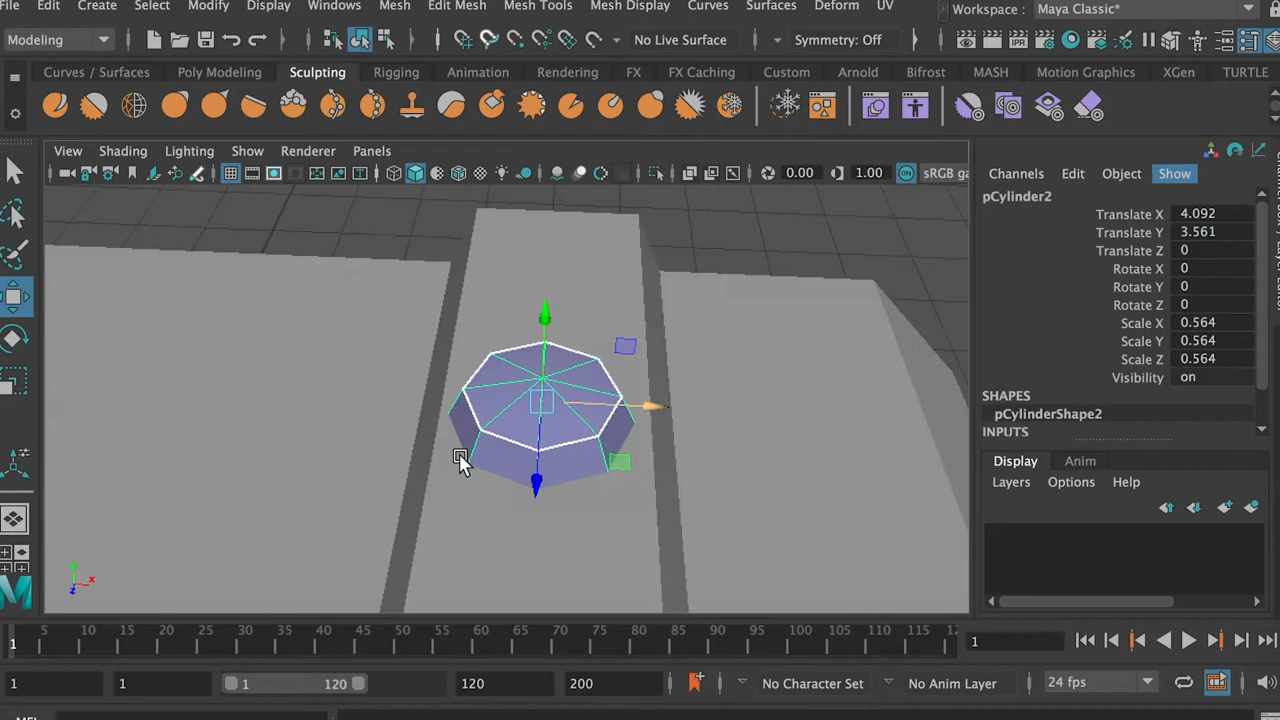 File Edit Create Select Modify Display Windows Mesh Edit Mesh Mesh Tools Mesh Display Curves Surfaces Deform UV Workspace : Maya Classic*
Modeling No Live Surface Symmetry: Off
Curves / Surfaces Poly Modeling Sculpting Rigging Animation Rendering FX FX Caching Custom Arnold Bifrost MASH Motion Graphics XGen TURTLE
View Shading Lighting Show Renderer Panels
0.00 1.00 sRGB ga
Channels Edit Object Show
pCylinder2
Translate X 4.092
Translate Y 3.561
Translate Z 0
Rotate X 0
Rotate Y 0
Rotate Z 0
Scale X 0.564
Scale Y 0.564
Scale Z 0.564
Visibility on
SHAPES
pCylinderShape2
INPUTS
Display Anim
Layers Options Help
y x z
1 5 10 15 20 25 30 35 40 45 50 55 60 65 70 75 80 85 90 95 100 105 110 115 12
1
1 1 1 120 120 200 No Character Set No Anim Layer 24 fps